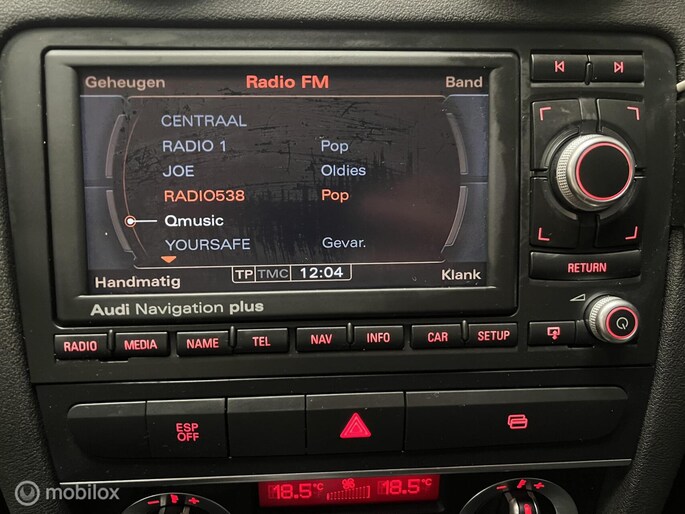 Geheugen Radio FM Band
CENTRAAL
RADIO 1 Pop
JOE Oldies
RADIO538 Pop
Qmusic
YOURSAFE Gevar.
Handmatig TP TMC 12:04 Klank
Audi Navigation plus
RETURN
RADIO MEDIA NAME TEL NAV INFO CAR SETUP
ESP
OFF
18.5°C 18.5°C
mobilox